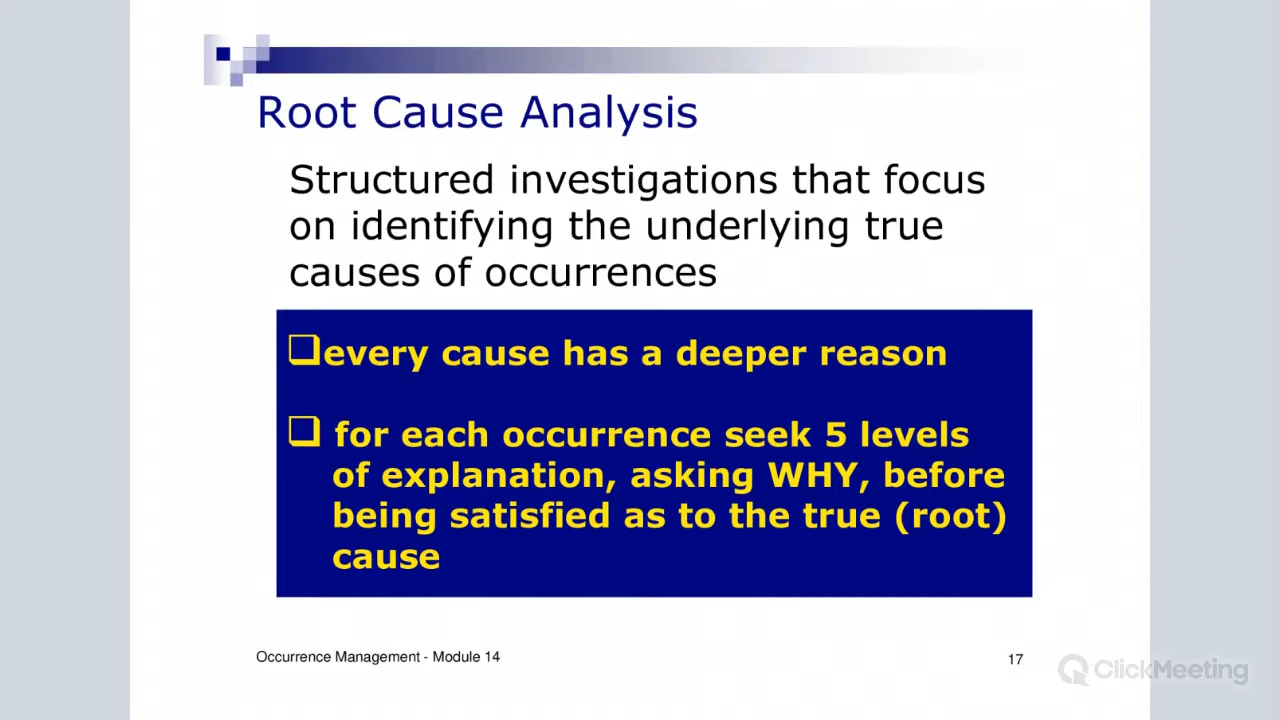 Root Cause Analysis
Structured investigations that focus
on identifying the underlying true
causes of occurrences
❑every cause has a deeper reason
❑ for each occurrence seek 5 levels
of explanation, asking WHY, before
being satisfied as to the true (root)
cause
Occurrence Management - Module 14
17
ClickMeeting